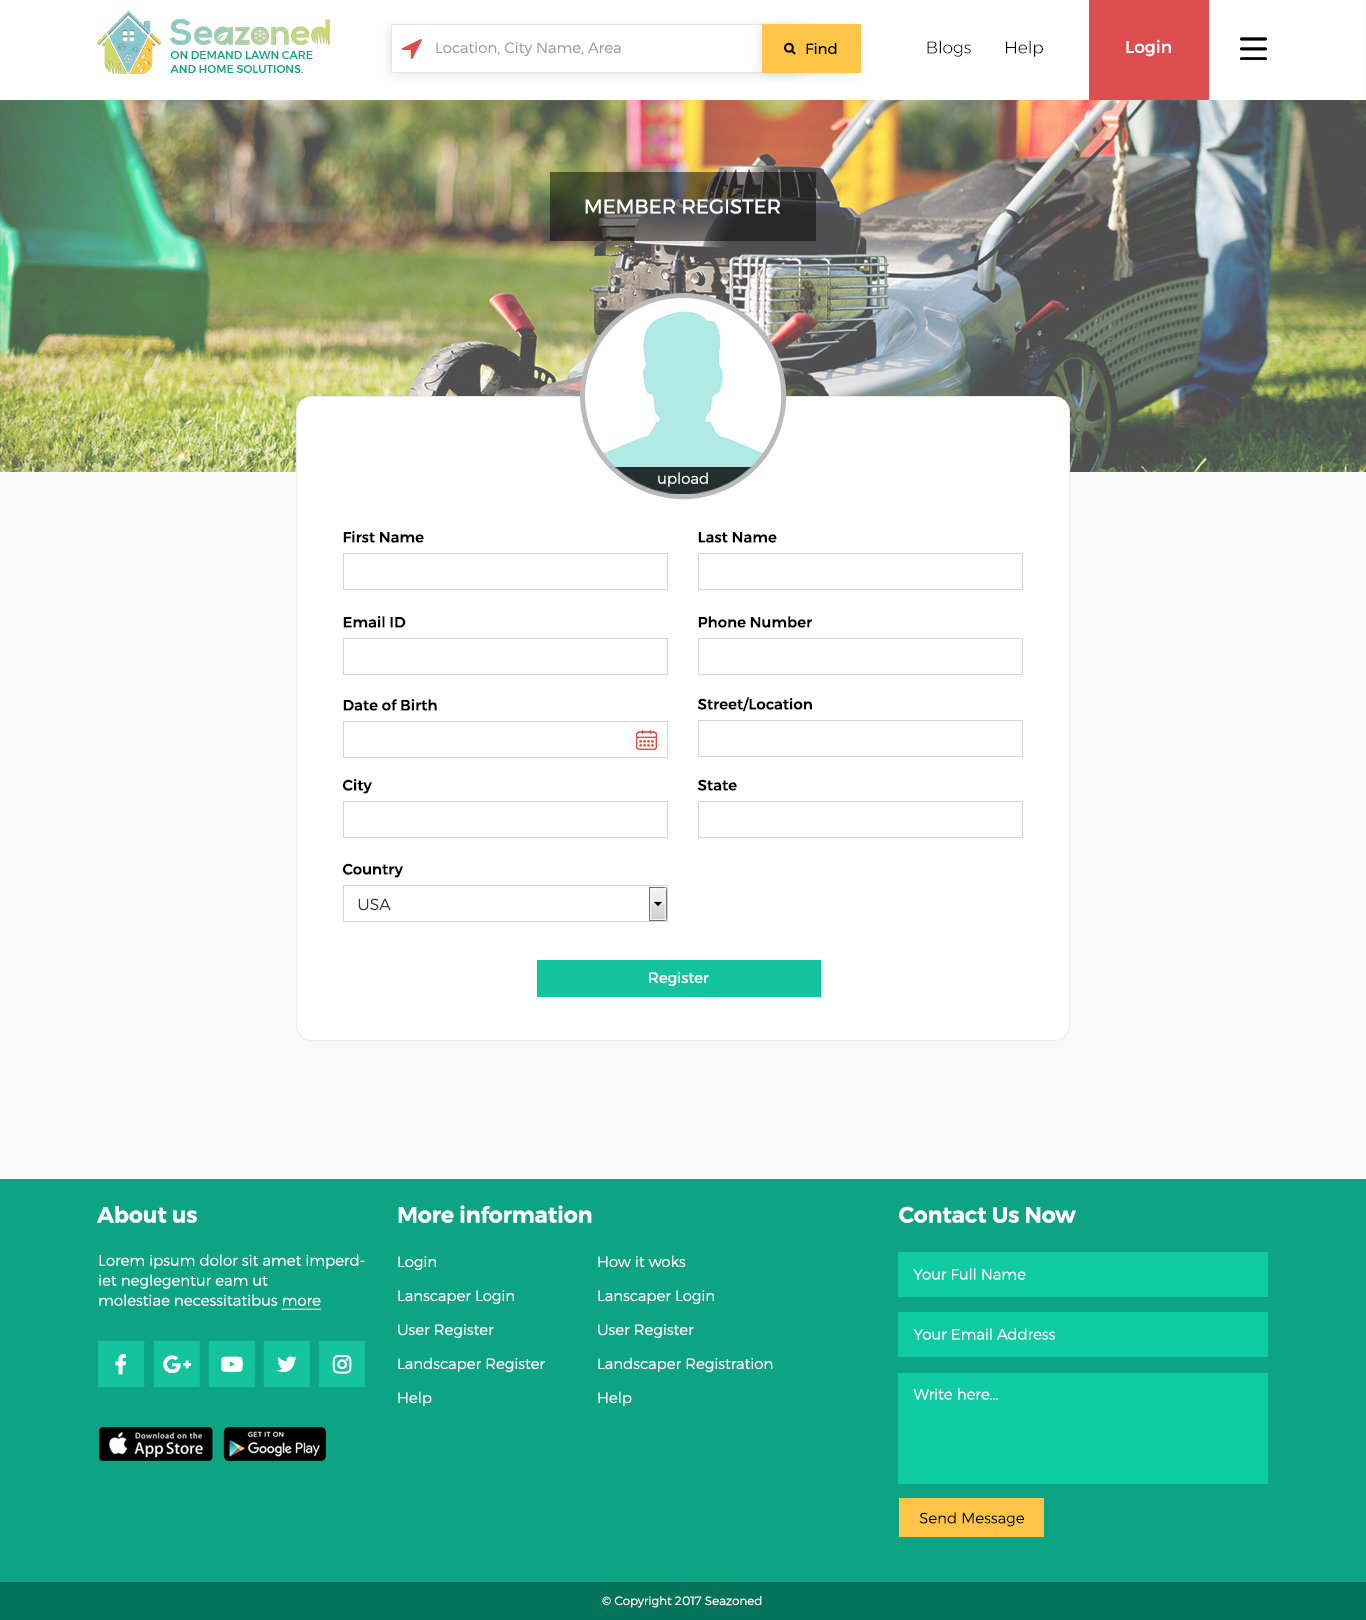 Seazoned
ON DEMAND LAWN CARE
AND HOME SOLUTIONS.
Location, City Name, Area
Find
Blogs
Help
Login
MEMBER REGISTER
upload
First Name
Last Name
Email ID
Phone Number
Date of Birth
Street/Location
City
State
Country
USA
Register
About us
Lorem ipsum dolor sit amet imperd-
iet neglegentur eam ut
molestiae necessitatibus more
Download on the
App Store
GET IT ON
Google Play
More information
Login
Lanscaper Login
User Register
Landscaper Register
Help
How it woks
Lanscaper Login
User Register
Landscaper Registration
Help
Contact Us Now
Your Full Name
Your Email Address
Write here...
Send Message
© Copyright 2017 Seazoned